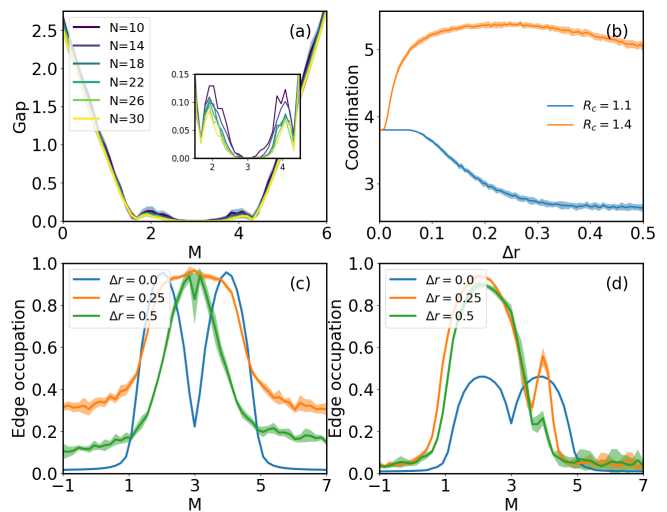 (a)
N=10
N=14
N=18
N=22
N=26
N=30
Gap
2.5
2.0
1.5
1.0
0.5
0.0
0
2
4
6
M
0.15
0.10
0.05
0.00
2
3
4
M
(b)
Coordination
5
4
3
R_c = 1.1
R_c = 1.4
0
0.1
0.2
0.3
0.4
0.5
Δr
(c)
Δr = 0.0
Δr = 0.25
Δr = 0.5
Edge occupation
1.0
0.8
0.6
0.4
0.2
0.0
−1
1
3
5
7
M
(d)
Δr = 0.0
Δr = 0.25
Δr = 0.5
Edge occupation
1.0
0.8
0.6
0.4
0.2
0.0
−1
1
3
5
7
M